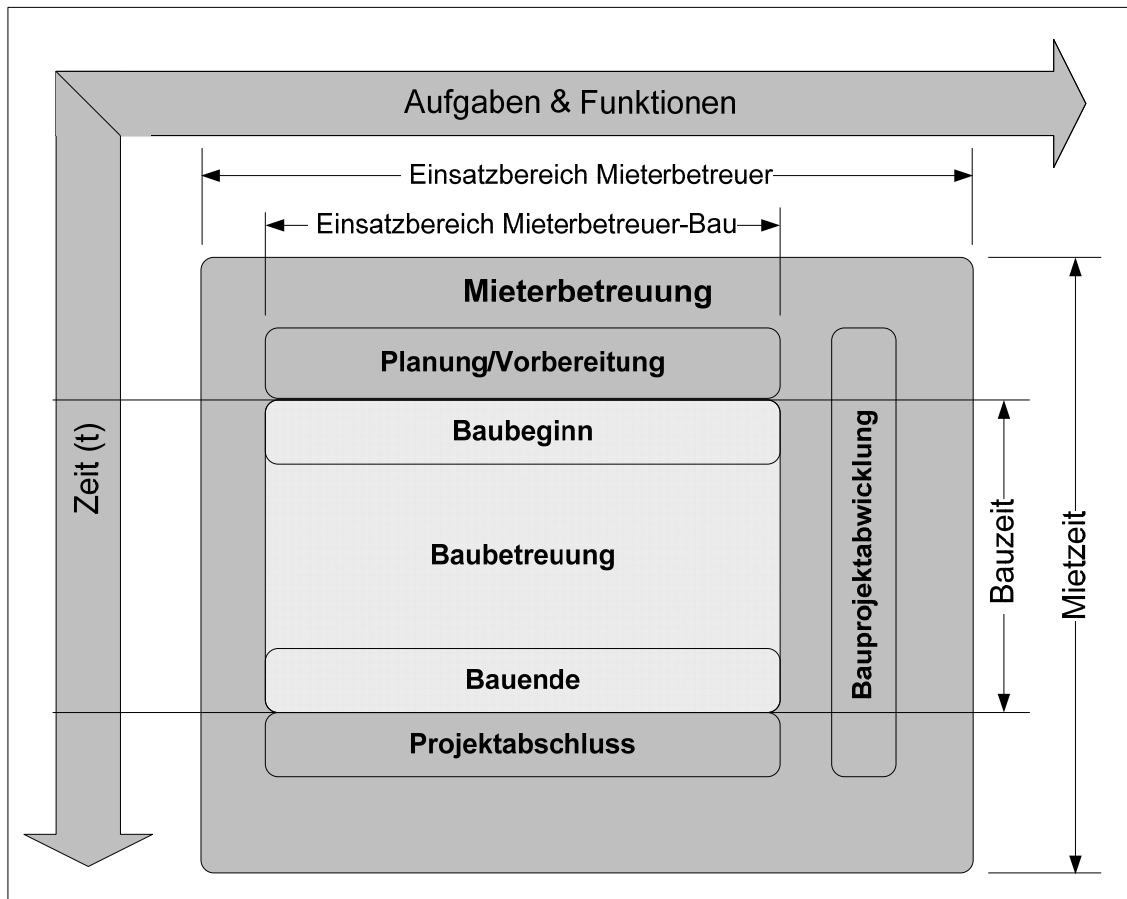 Aufgaben & Funktionen
Einsatzbereich Mieterbetreuer
Einsatzbereich Mieterbetreuer-Bau
Mieterbetreuung
Planung/Vorbereitung
Baubeginn
Baubetreuung
Bauende
Projektabschluss
Bauprojektabwicklung
Bauzeit
Mietzeit
Zeit (t)